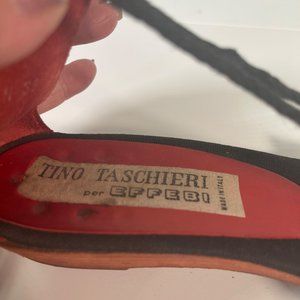 TINO TASCHIERI
per EFFEBI
MADE IN ITALY